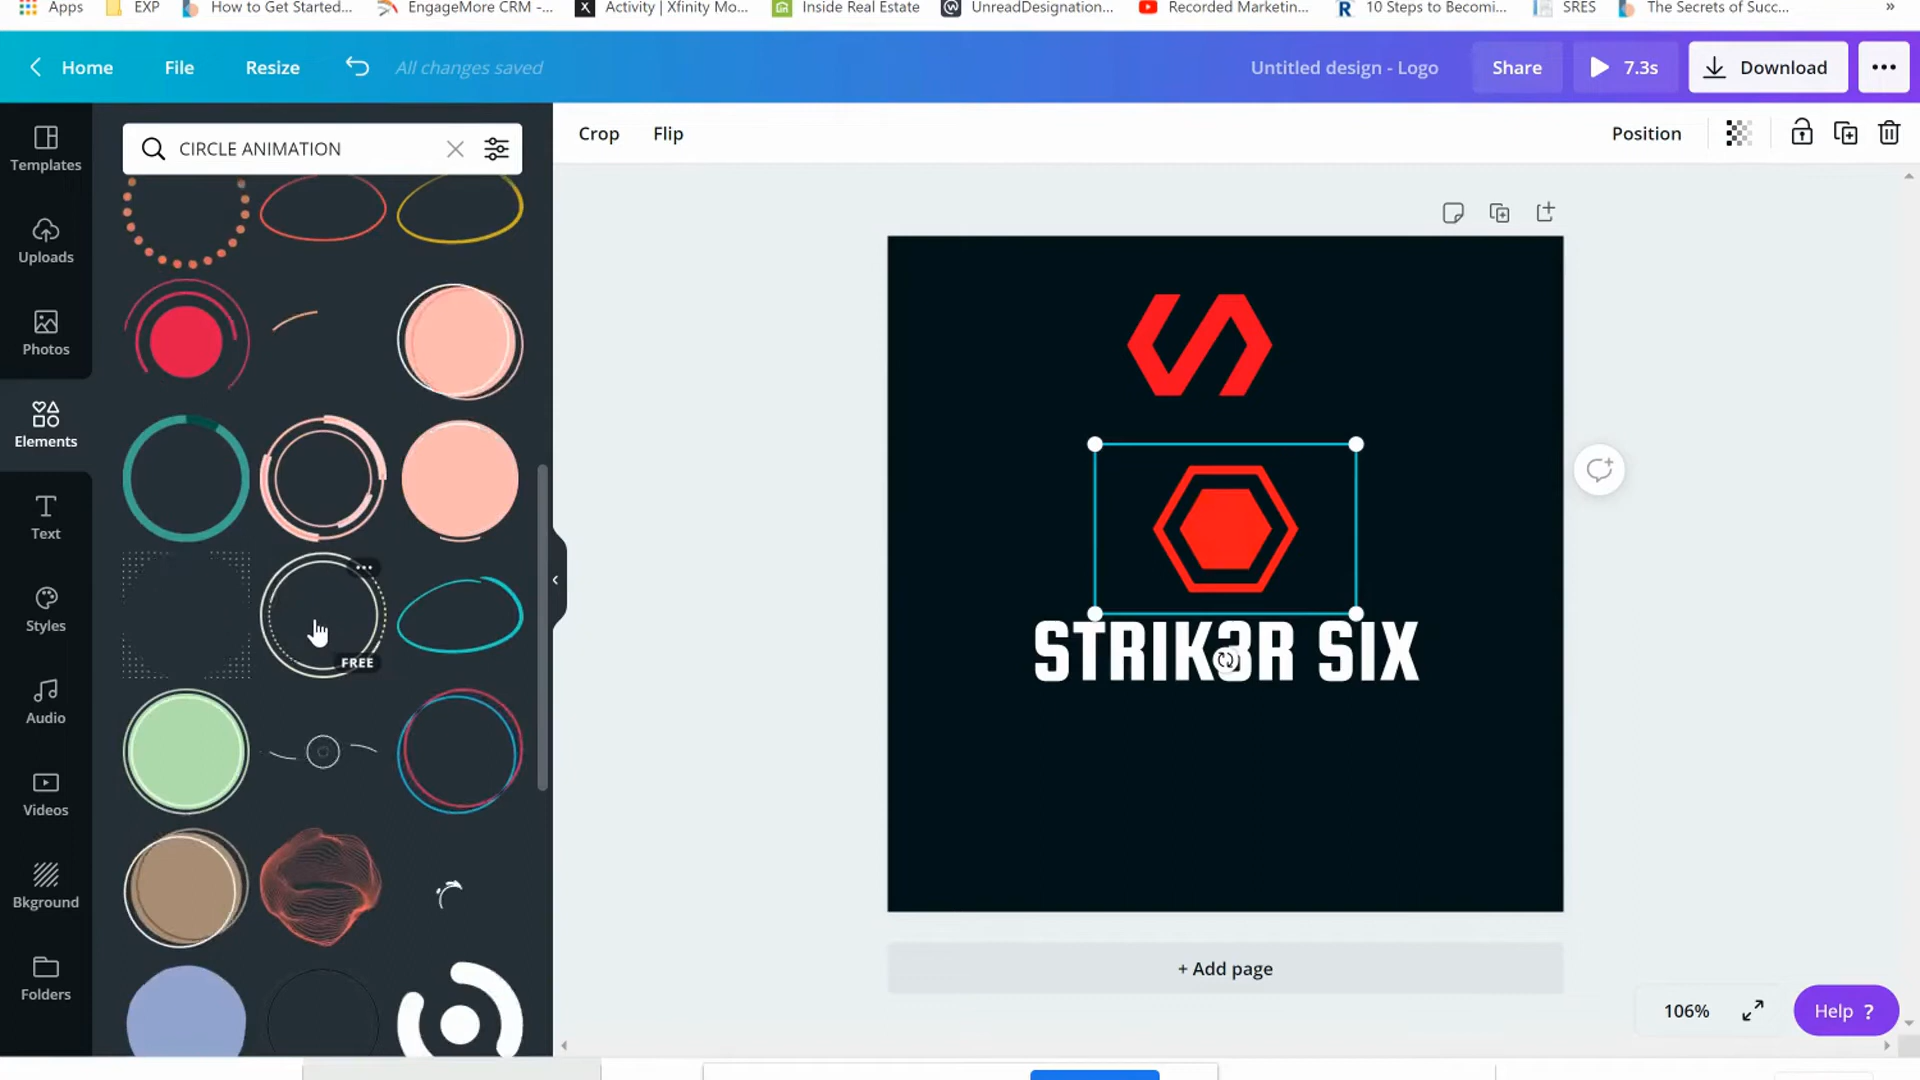 Apps
EXP
How to Get Started...
EngageMore CRM -...
Activity | Xfinity Mo...
Inside Real Estate
UnreadDesignation...
Recorded Marketin...
10 Steps to Becomi...
SRES
The Secrets of Succ...
»
Home
File
Resize
All changes saved
Untitled design - Logo
Share
7.3s
Download
Templates
Uploads
Photos
Elements
Text
Styles
Audio
Videos
Bkground
Folders
CIRCLE ANIMATION
FREE
Crop
Flip
Position
STRIK3R SIX
+ Add page
106%
Help ?